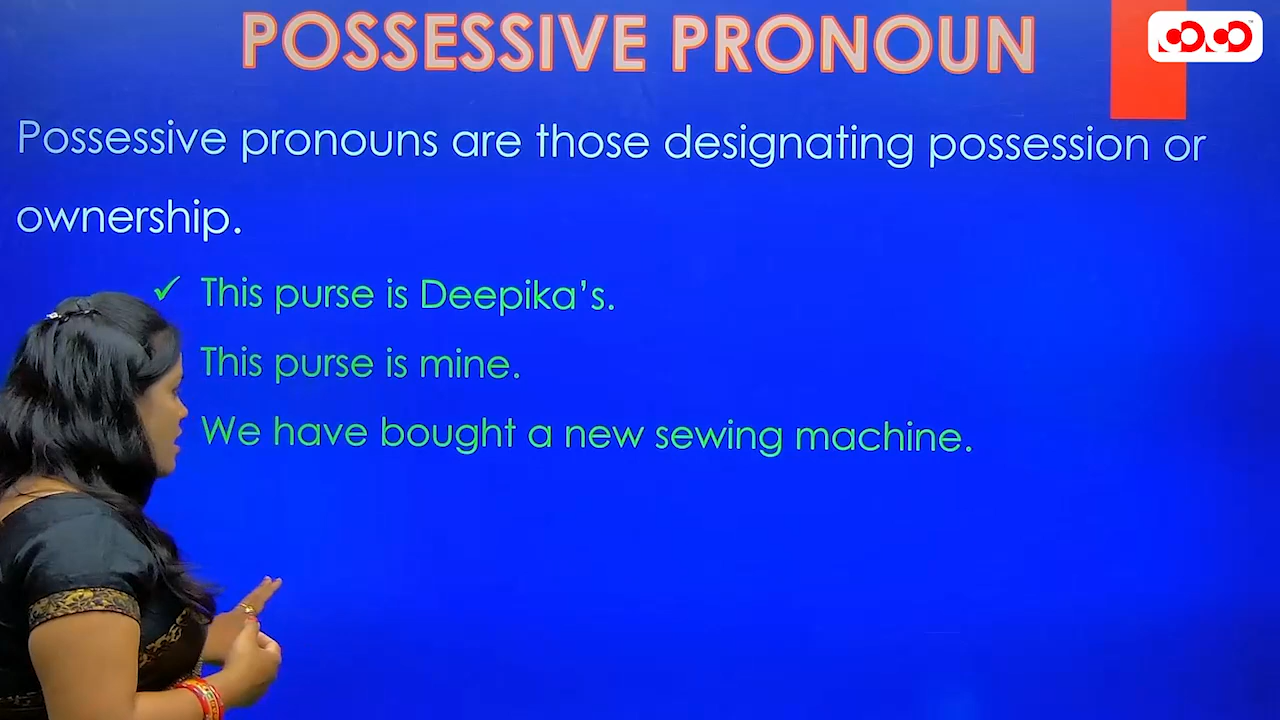 POSSESSIVE PRONOUN
Possessive pronouns are those designating possession or
ownership.
✓ This purse is Deepika’s.
This purse is mine.
We have bought a new sewing machine.